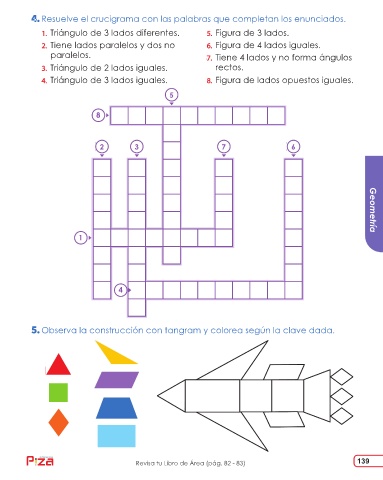 4. Resuelve el crucigrama con las palabras que completan los enunciados.
1. Triángulo de 3 lados diferentes.
2. Tiene lados paralelos y dos no
paralelos.
3. Triángulo de 2 lados iguales.
4. Triángulo de 3 lados iguales.
5. Figura de 3 lados.
6. Figura de 4 lados iguales.
7. Tiene 4 lados y no forma ángulos
rectos.
8. Figura de lados opuestos iguales.
5
8
2 3 7 6
1
4
Geometría
5. Observa la construcción con tangram y colorea según la clave dada.
Piza
Revisa tu Libro de Área (pág. 82 - 83)
139